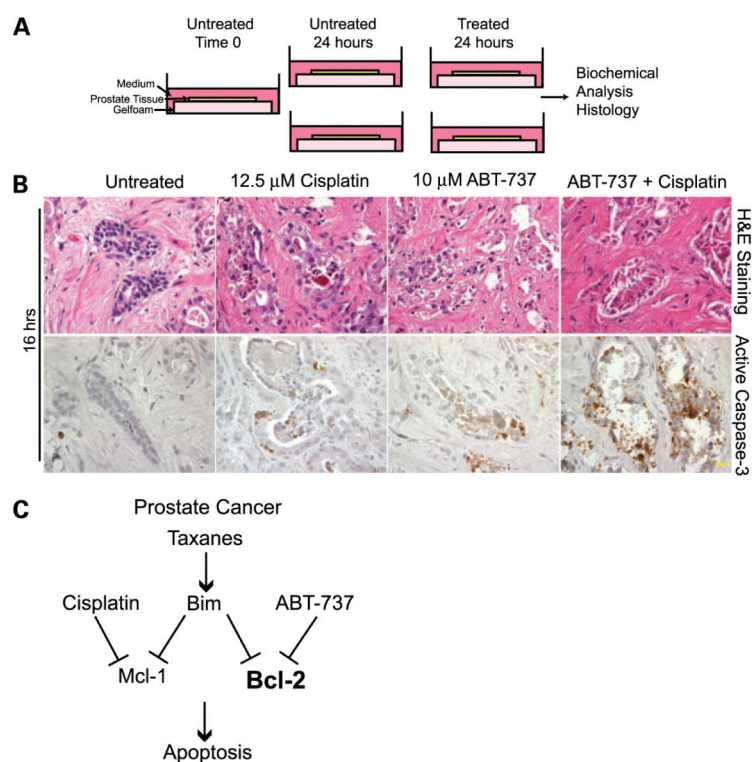 A
Untreated
Time 0
Untreated
24 hours
Treated
24 hours
Medium
Prostate Tissue
Gelfoam
Biochemical
Analysis
Histology
B
Untreated
12.5 μM Cisplatin
10 μM ABT-737
ABT-737 + Cisplatin
16 hrs
H&E Staining
Active Caspase-3
C
Prostate Cancer
Taxanes
Cisplatin
Bim
ABT-737
Mcl-1
Bcl-2
Apoptosis